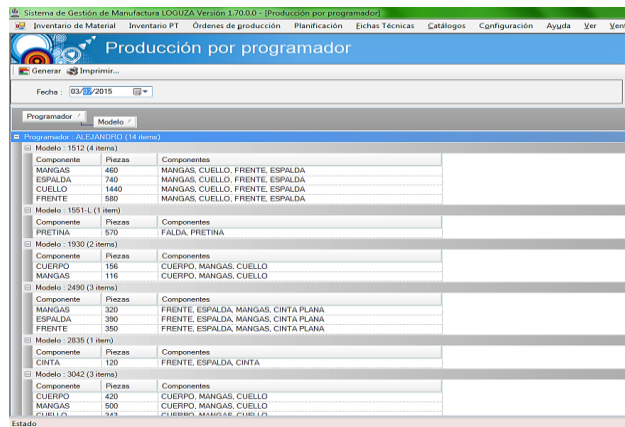 Sistema de Gestión de Manufactura LOGUZA Versión 1.70.0.0 - [Producción por programador]
Inventario de Material Inventario PT Órdenes de producción Planificación Fichas Técnicas Catálogos Configuración Ayuda Ver Vent
Producción por programador
Generar Imprimir...
Fecha : 03/07/2015
Programador
Modelo
Programador : ALEJANDRO (14 items)
Modelo : 1512 (4 items)
Componente Piezas Componentes
MANGAS 460 MANGAS, CUELLO, FRENTE, ESPALDA
ESPALDA 740 MANGAS, CUELLO, FRENTE, ESPALDA
CUELLO 1440 MANGAS, CUELLO, FRENTE, ESPALDA
FRENTE 580 MANGAS, CUELLO, FRENTE, ESPALDA
Modelo : 1551-L (1 item)
Componente Piezas Componentes
PRETINA 570 FALDA, PRETINA
Modelo : 1930 (2 items)
Componente Piezas Componentes
CUERPO 156 CUERPO, MANGAS, CUELLO
MANGAS 116 CUERPO, MANGAS, CUELLO
Modelo : 2490 (3 items)
Componente Piezas Componentes
MANGAS 320 FRENTE, ESPALDA, MANGAS, CINTA PLANA
ESPALDA 390 FRENTE, ESPALDA, MANGAS, CINTA PLANA
FRENTE 350 FRENTE, ESPALDA, MANGAS, CINTA PLANA
Modelo : 2835 (1 item)
Componente Piezas Componentes
CINTA 120 FRENTE, ESPALDA, CINTA
Modelo : 3042 (3 items)
Componente Piezas Componentes
CUERPO 420 CUERPO, MANGAS, CUELLO
MANGAS 500 CUERPO, MANGAS, CUELLO
CUELLO 343 CUERPO, MANGAS, CUELLO
Estado